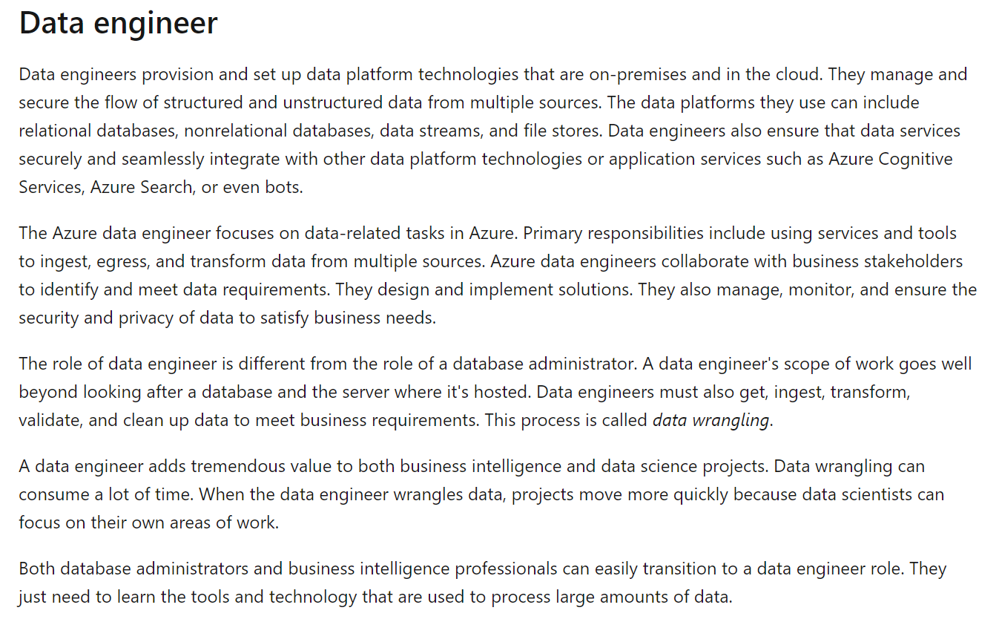 Data engineer
Data engineers provision and set up data platform technologies that are on-premises and in the cloud. They manage and
secure the flow of structured and unstructured data from multiple sources. The data platforms they use can include
relational databases, nonrelational databases, data streams, and file stores. Data engineers also ensure that data services
securely and seamlessly integrate with other data platform technologies or application services such as Azure Cognitive
Services, Azure Search, or even bots.
The Azure data engineer focuses on data-related tasks in Azure. Primary responsibilities include using services and tools
to ingest, egress, and transform data from multiple sources. Azure data engineers collaborate with business stakeholders
to identify and meet data requirements. They design and implement solutions. They also manage, monitor, and ensure the
security and privacy of data to satisfy business needs.
The role of data engineer is different from the role of a database administrator. A data engineer's scope of work goes well
beyond looking after a database and the server where it's hosted. Data engineers must also get, ingest, transform,
validate, and clean up data to meet business requirements. This process is called data wrangling.
A data engineer adds tremendous value to both business intelligence and data science projects. Data wrangling can
consume a lot of time. When the data engineer wrangles data, projects move more quickly because data scientists can
focus on their own areas of work.
Both database administrators and business intelligence professionals can easily transition to a data engineer role. They
just need to learn the tools and technology that are used to process large amounts of data.